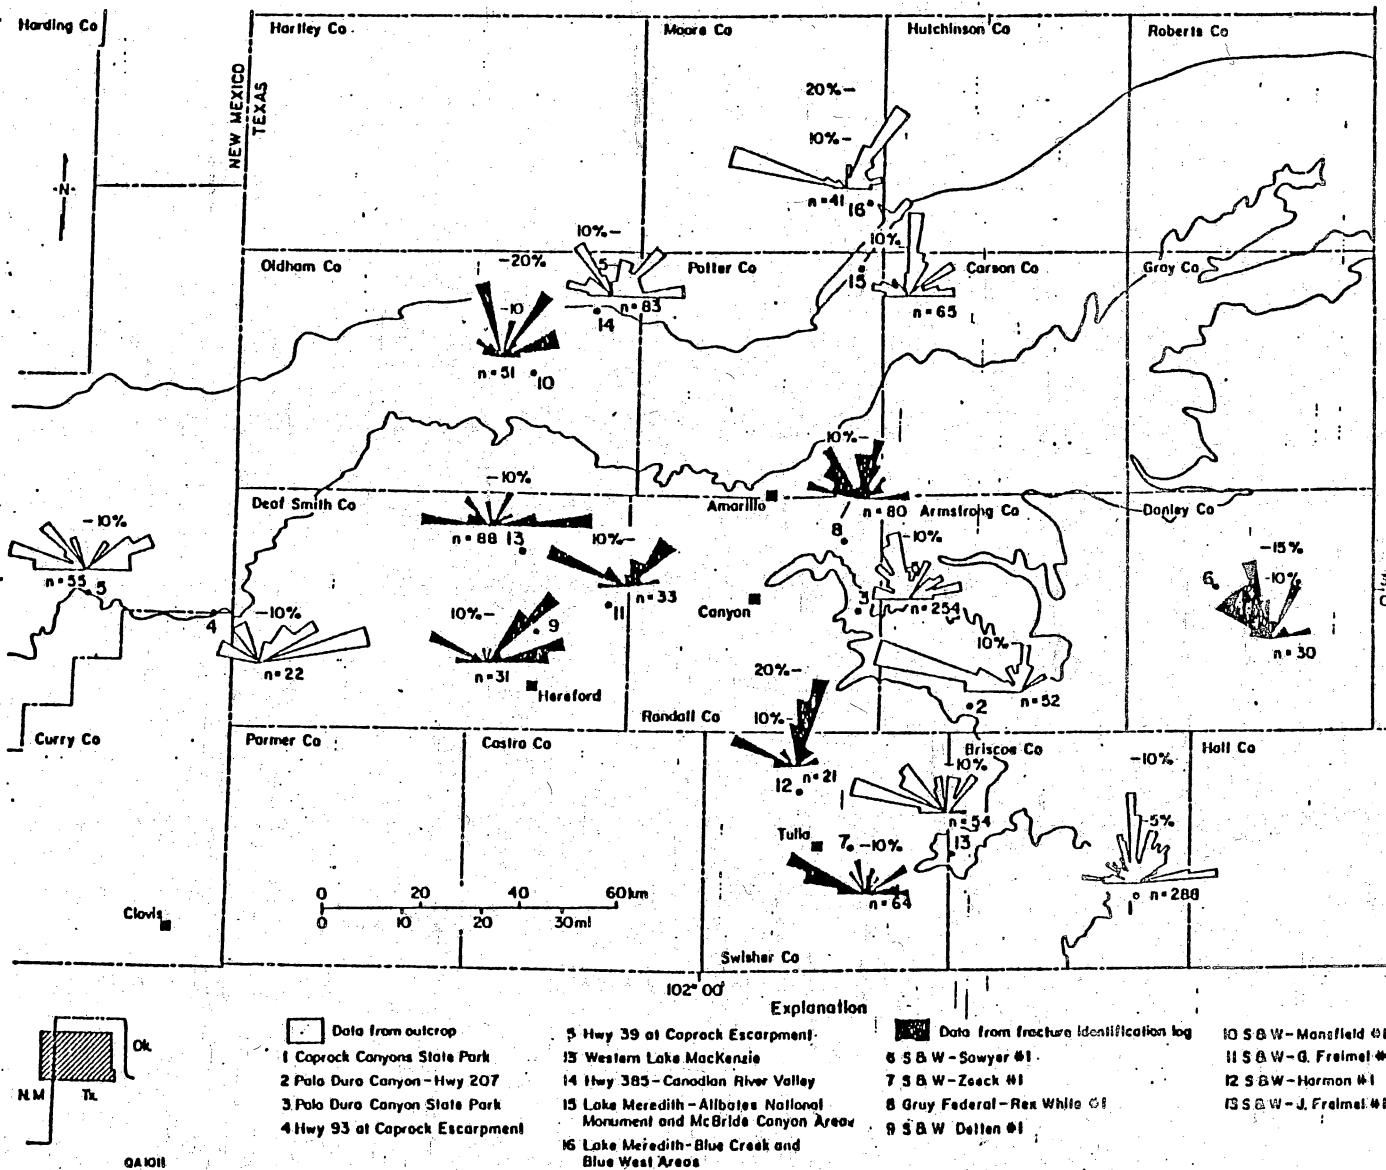 Harding Co
Hartley Co
Moore Co
Hutchinson Co
Roberts Co
NEW MEXICO
TEXAS
-N-
20%-
10%-
n=41
16
10%-
-20%
10%-
5-
10%
Oldham Co
Potter Co
15
Carson Co
Gray Co
n=83
n=65
14
-10
n=51
10
10%-
-10%
Deaf Smith Co
Amarillo
n=80
Armstrong Co
Donley Co
-10%
n=88
13
10%-
8
-10%
-15%
-10%
6
n=55
5
n=33
11
Canyon
3
n=254
4
-10%
10%-
9
10%-
n=30
n=22
n=31
Hereford
20%-
n=52
2
Randall Co
10%-
Curry Co
Parmer Co
Castro Co
Briscoe Co
Hall Co
-10%
-10%
n=21
12
n=54
13
-5%
Tulia
7
-10%
n=64
n=288
1
0 20 40 60km
0 10 20 30mi
Clovis
Swisher Co
102° 00'
Explanation
Data from outcrop
1 Caprock Canyons State Park
2 Palo Duro Canyon-Hwy 207
3 Palo Duro Canyon State Park
4 Hwy 93 at Caprock Escarpment
5 Hwy 39 at Caprock Escarpment
13 Western Lake MacKenzie
14 Hwy 385-Canadian River Valley
15 Lake Meredith-Alibates National
Monument and McBride Canyon Areas
16 Lake Meredith-Blue Creek and
Blue West Areas
Data from fracture identification log
6 S & W-Sawyer #1
7 S & W-Zeeck #1
8 Gruy Federal-Rex White #1
9 S & W Detten #1
10 S & W-Mansfield #1
11 S & W-G. Freimel #
12 S & W-Harmon #1
13 S & W-J. Freimel #1
Ok.
N.M
Tx.
QA1011